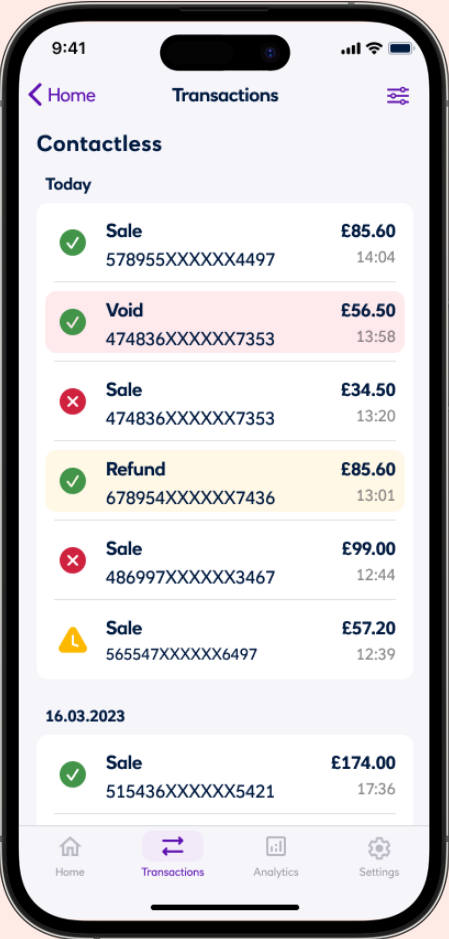 9:41
Home Transactions
Contactless
Today
Sale £85.60
578955XXXXXX4497 14:04
Void £56.50
474836XXXXXX7353 13:58
Sale £34.50
474836XXXXXX7353 13:20
Refund £85.60
678954XXXXXX7436 13:01
Sale £99.00
486997XXXXXX3467 12:44
Sale £57.20
565547XXXXXX6497 12:39
16.03.2023
Sale £174.00
515436XXXXXX5421 17:36
Home Transactions Analytics Settings